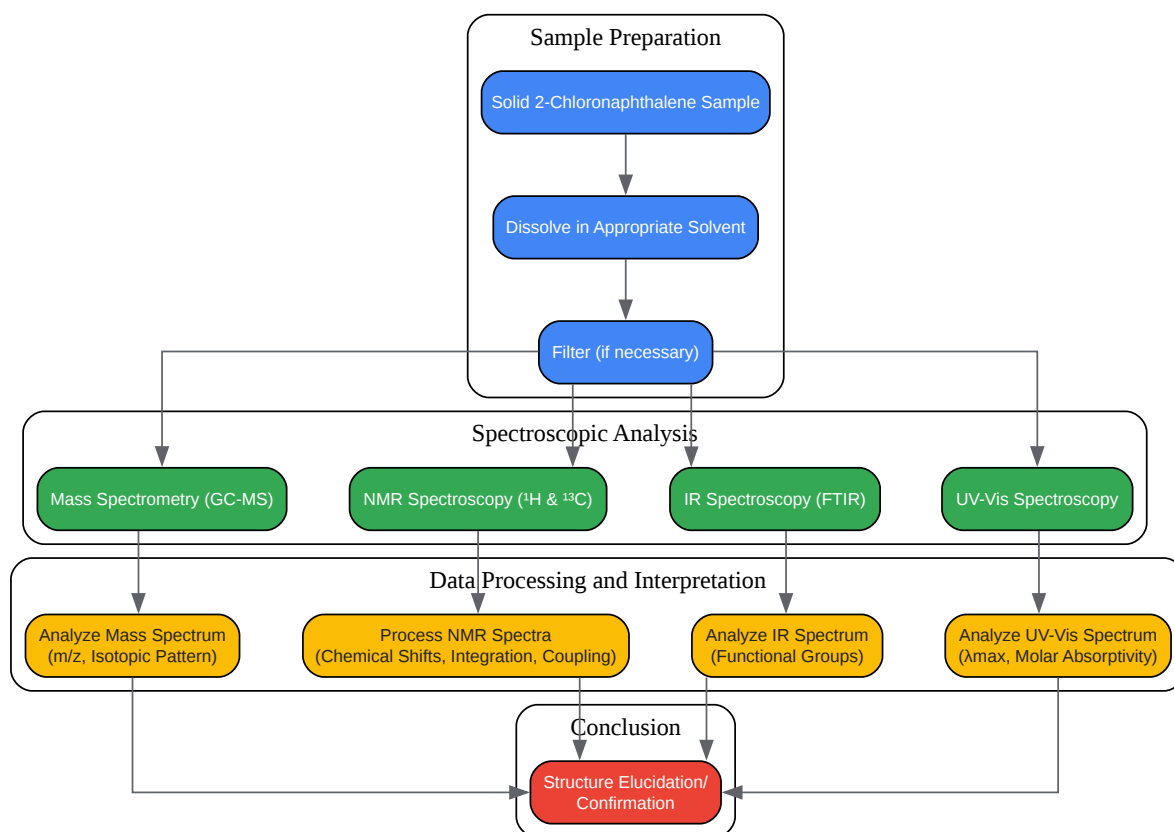 Sample Preparation
Solid 2-Chloronaphthalene Sample
Dissolve in Appropriate Solvent
Filter (if necessary)
Spectroscopic Analysis
Mass Spectrometry (GC-MS)
NMR Spectroscopy (¹H & ¹³C)
IR Spectroscopy (FTIR)
UV-Vis Spectroscopy
Data Processing and Interpretation
Analyze Mass Spectrum
(m/z, Isotopic Pattern)
Process NMR Spectra
(Chemical Shifts, Integration, Coupling)
Analyze IR Spectrum
(Functional Groups)
Analyze UV-Vis Spectrum
(λmax, Molar Absorptivity)
Conclusion
Structure Elucidation/
Confirmation